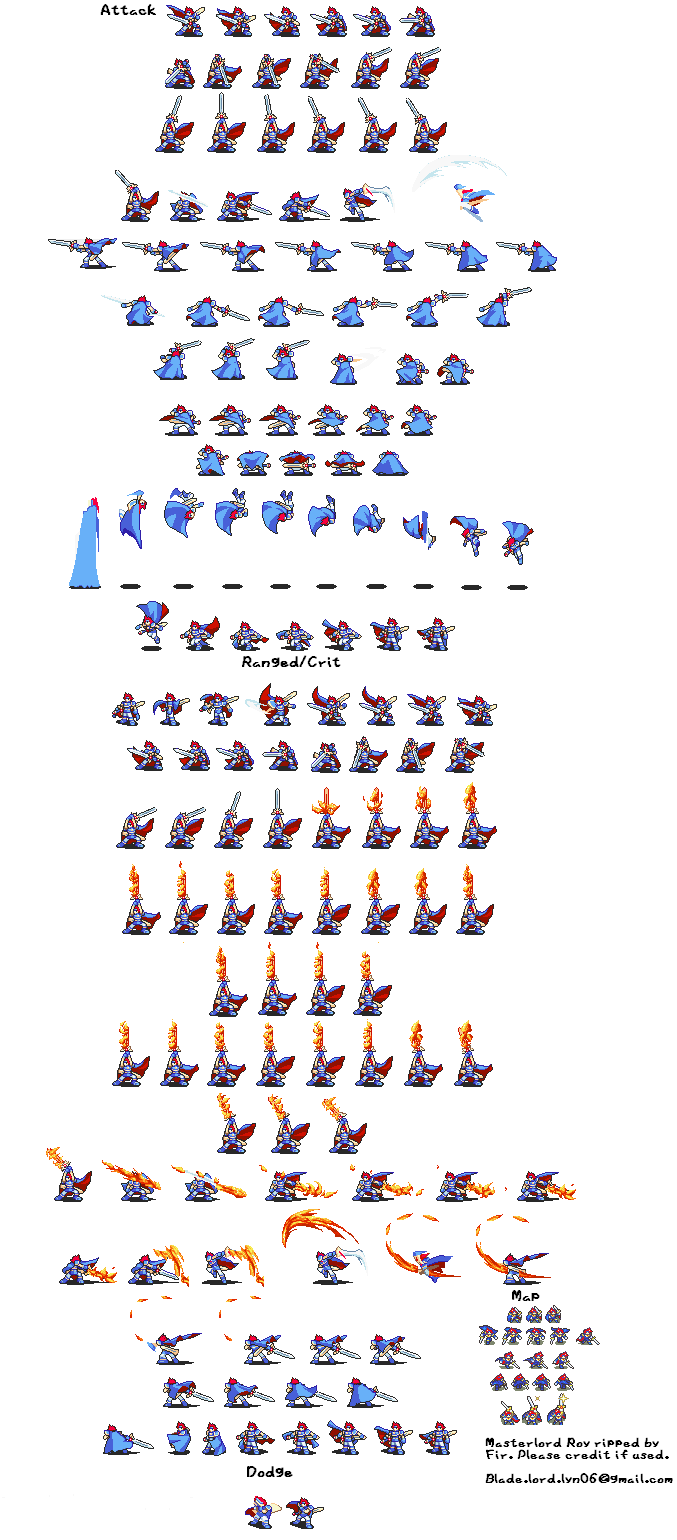 Attack
Ranged/Crit
Map
Masterlord Roy ripped by
Fir. Please credit if used.
Blade.lord.lyn06@gmail.com
Dodge